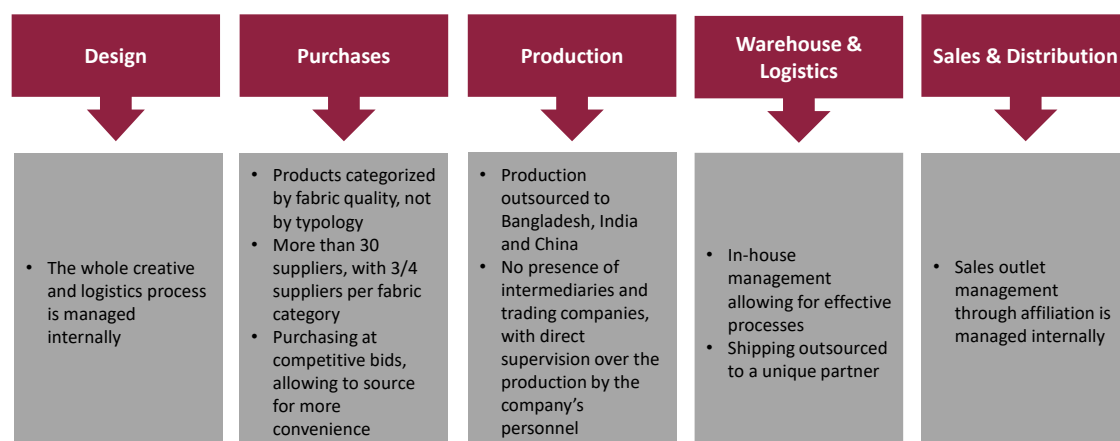 Design
Purchases
Production
Warehouse &
Logistics
Sales & Distribution
• The whole creative
and logistics process
is managed
internally
• Products categorized
by fabric quality, not
by typology
• More than 30
suppliers, with 3/4
suppliers per fabric
category
• Purchasing at
competitive bids,
allowing to source
for more
convenience
• Production
outsourced to
Bangladesh, India
and China
• No presence of
intermediaries and
trading companies,
with direct
supervision over the
production by the
company’s
personnel
• In-house
management
allowing for effective
processes
• Shipping outsourced
to a unique partner
• Sales outlet
management
through affiliation is
managed internally